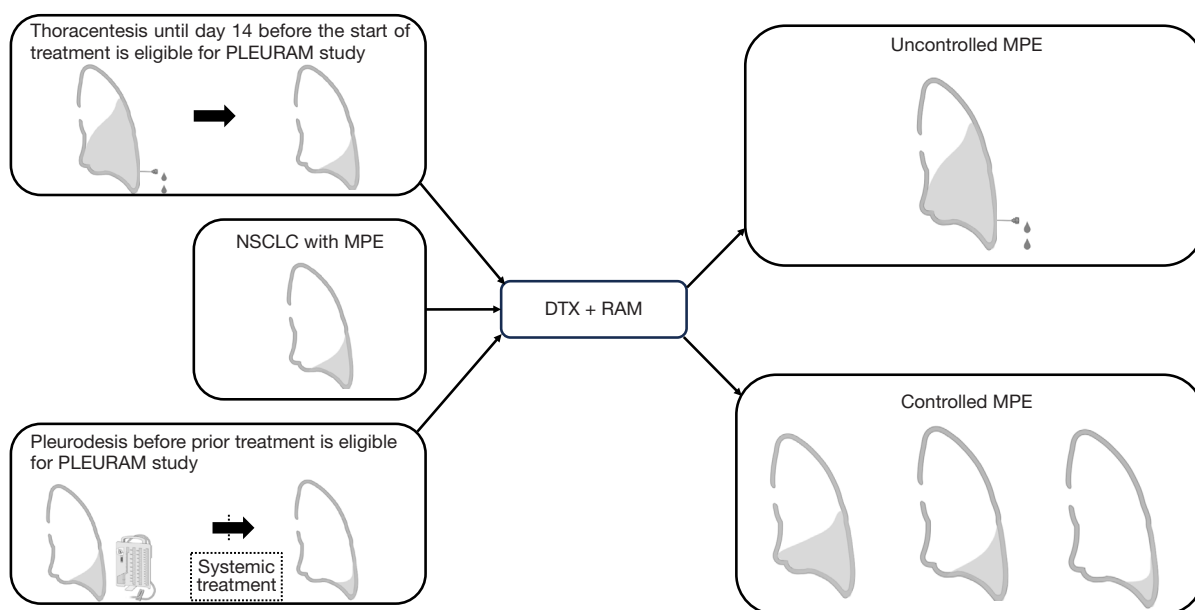 Thoracentesis until day 14 before the start of
treatment is eligible for PLEURAM study
NSCLC with MPE
Pleurodesis before prior treatment is eligible
for PLEURAM study
Systemic
treatment
DTX + RAM
Uncontrolled MPE
Controlled MPE